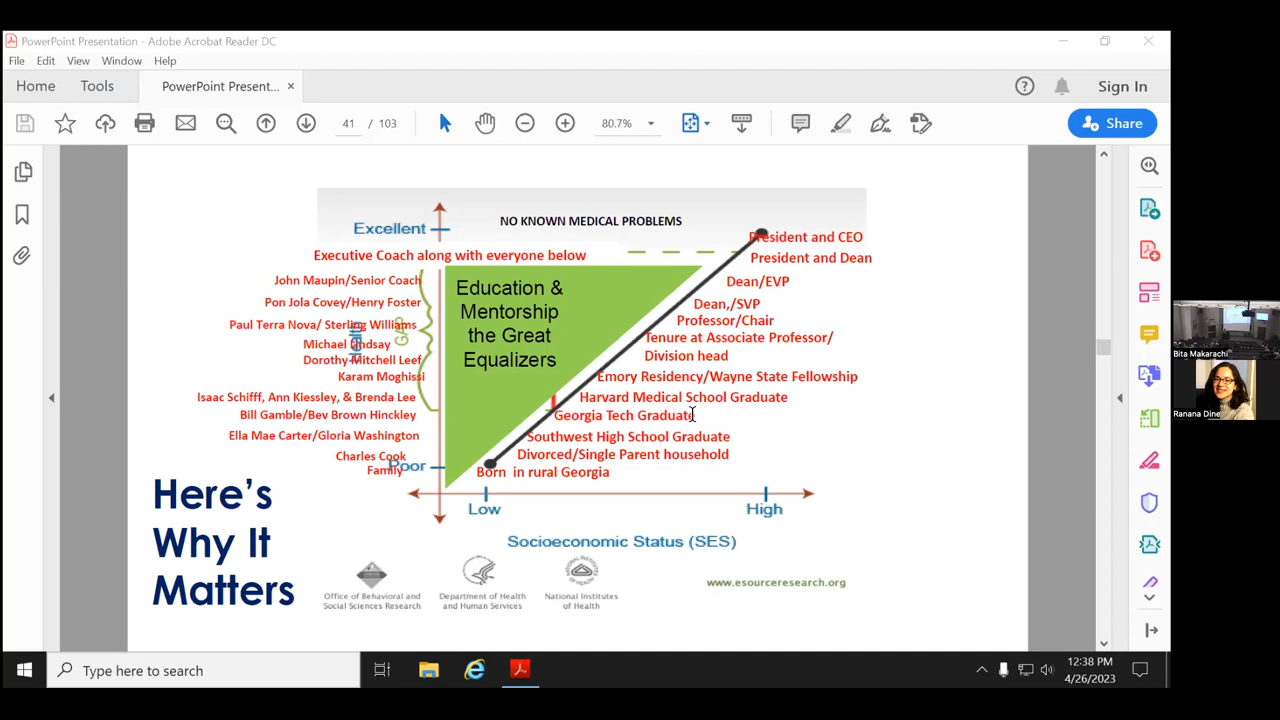 PowerPoint Presentation - Adobe Acrobat Reader DC
File Edit View Window Help
Home Tools PowerPoint Present... × Sign In
41 / 103 80.7% Share
NO KNOWN MEDICAL PROBLEMS
Excellent
President and CEO
Executive Coach along with everyone below
President and Dean
John Maupin/Senior Coach
Dean/EVP
Education &
Mentorship
the Great
Equalizers
Pon Jola Covey/Henry Foster
Dean,/SVP
Paul Terra Nova/ Sterling Williams
Professor/Chair
Health
GAP
Michael Lindsay
Tenure at Associate Professor/
Division head
Dorothy Mitchell Leef
Karam Moghissi
Emory Residency/Wayne State Fellowship
Isaac Schifff, Ann Kiessley, & Brenda Lee
Harvard Medical School Graduate
Bill Gamble/Bev Brown Hinckley
Georgia Tech Graduate
Ella Mae Carter/Gloria Washington
Southwest High School Graduate
Charles Cook
Divorced/Single Parent household
Family
Poor
Born in rural Georgia
Low High
Socioeconomic Status (SES)
Here's
Why It
Matters
Office of Behavioral and
Social Sciences Research
Department of Health
and Human Services
National Institutes
of Health
www.esourceresearch.org
Type here to search
12:38 PM
4/26/2023
Bita Makarachi
Ranana Dine